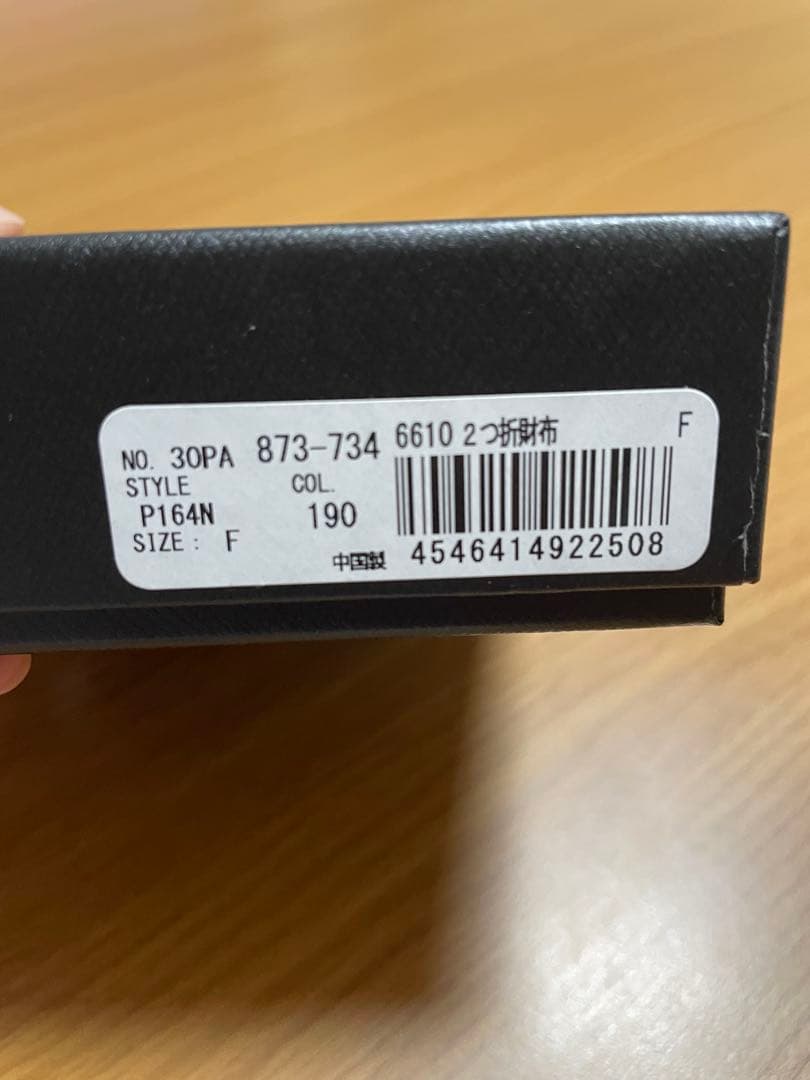 NO. 30PA 873-734 6610 2つ折財布 F
STYLE COL.
P164N 190
SIZE : F
中国製 4546414922508